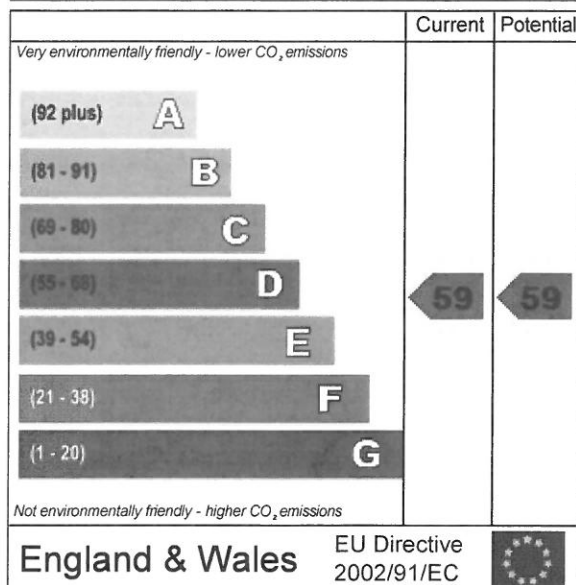 Current Potential
Very environmentally friendly - lower CO₂ emissions
(92 plus) A
(81 - 91) B
(69 - 80) C
(55 - 68) D
59 59
(39 - 54) E
(21 - 38) F
(1 - 20) G
Not environmentally friendly - higher CO₂ emissions
England & Wales
EU Directive
2002/91/EC